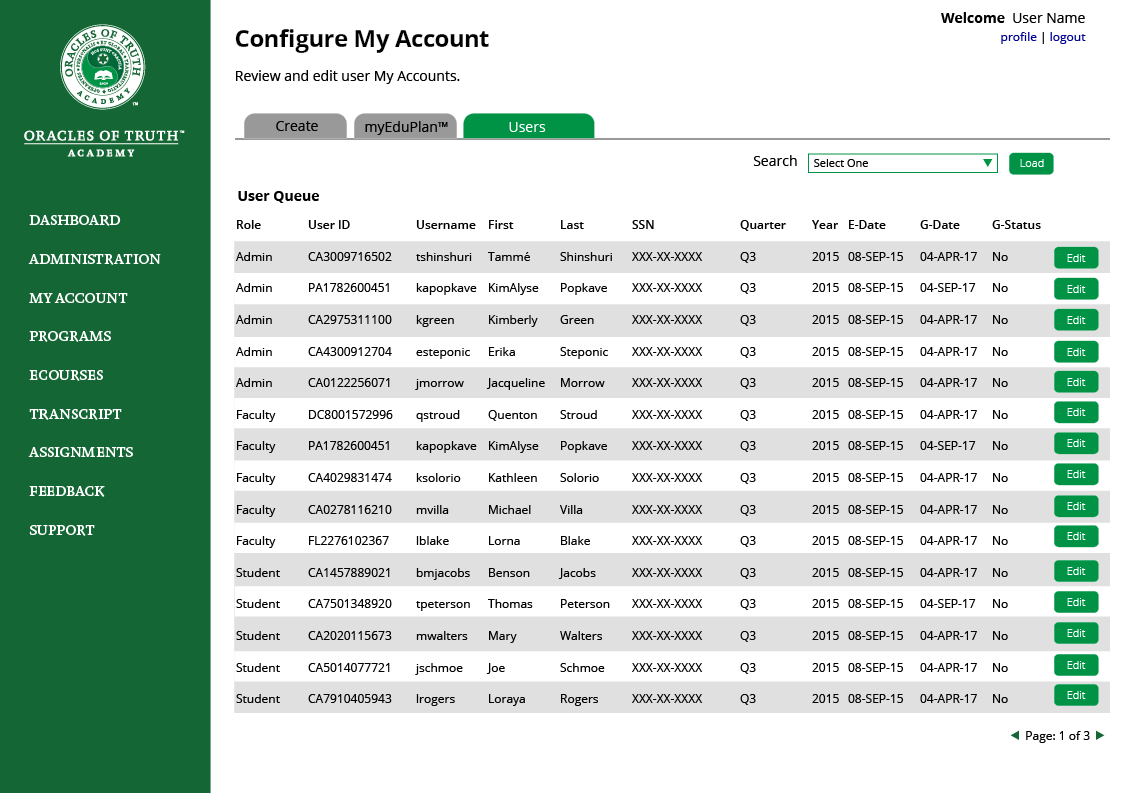 Welcome User Name
profile | logout
Configure My Account
Review and edit user My Accounts.
ORACLES OF TRUTH
ACADEMY
ORACLES OF TRUTH™
ACADEMY
DASHBOARD
ADMINISTRATION
MY ACCOUNT
PROGRAMS
ECOURSES
TRANSCRIPT
ASSIGNMENTS
FEEDBACK
SUPPORT
Create myEduPlan™ Users
Search Select One Load
User Queue
Role User ID Username First Last SSN Quarter Year E-Date G-Date G-Status
Admin CA3009716502 tshinshuri Tammé Shinshuri XXX-XX-XXXX Q3 2015 08-SEP-15 04-APR-17 No Edit
Admin PA1782600451 kapopkave KimAlyse Popkave XXX-XX-XXXX Q3 2015 08-SEP-15 04-SEP-17 No Edit
Admin CA2975311100 kgreen Kimberly Green XXX-XX-XXXX Q3 2015 08-SEP-15 04-APR-17 No Edit
Admin CA4300912704 esteponic Erika Steponic XXX-XX-XXXX Q3 2015 08-SEP-15 04-APR-17 No Edit
Admin CA0122256071 jmorrow Jacqueline Morrow XXX-XX-XXXX Q3 2015 08-SEP-15 04-APR-17 No Edit
Faculty DC8001572996 qstroud Quenton Stroud XXX-XX-XXXX Q3 2015 08-SEP-15 04-APR-17 No Edit
Faculty PA1782600451 kapopkave KimAlyse Popkave XXX-XX-XXXX Q3 2015 08-SEP-15 04-SEP-17 No Edit
Faculty CA4029831474 ksolorio Kathleen Solorio XXX-XX-XXXX Q3 2015 08-SEP-15 04-APR-17 No Edit
Faculty CA0278116210 mvilla Michael Villa XXX-XX-XXXX Q3 2015 08-SEP-15 04-APR-17 No Edit
Faculty FL2276102367 lblake Lorna Blake XXX-XX-XXXX Q3 2015 08-SEP-15 04-APR-17 No Edit
Student CA1457889021 bmjacobs Benson Jacobs XXX-XX-XXXX Q3 2015 08-SEP-15 04-APR-17 No Edit
Student CA7501348920 tpeterson Thomas Peterson XXX-XX-XXXX Q3 2015 08-SEP-15 04-SEP-17 No Edit
Student CA2020115673 mwalters Mary Walters XXX-XX-XXXX Q3 2015 08-SEP-15 04-APR-17 No Edit
Student CA5014077721 jschmoe Joe Schmoe XXX-XX-XXXX Q3 2015 08-SEP-15 04-APR-17 No Edit
Student CA7910405943 lrogers Loraya Rogers XXX-XX-XXXX Q3 2015 08-SEP-15 04-APR-17 No Edit
Page: 1 of 3